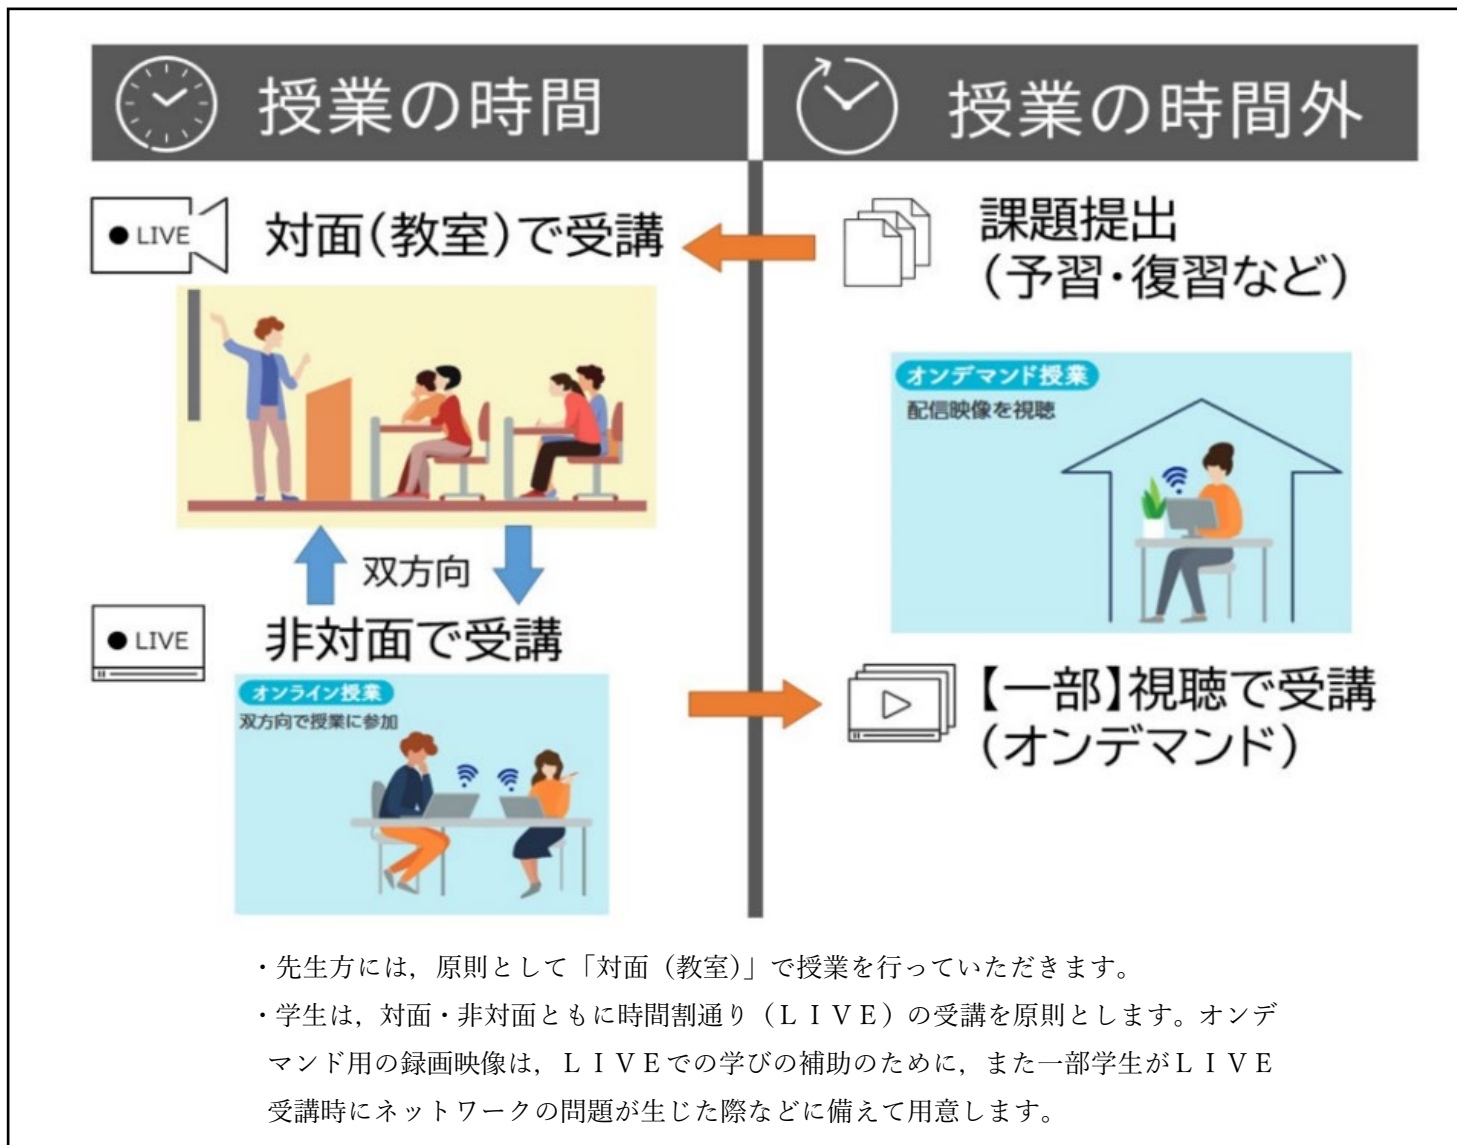 授業の時間
授業の時間外
LIVE
対面(教室)で受講
課題提出
(予習・復習など)
オンデマンド授業
配信映像を視聴
双方向
LIVE
非対面で受講
オンライン授業
双方向で授業に参加
【一部】視聴で受講
(オンデマンド)
・先生方には，原則として「対面（教室）」で授業を行っていただきます。
・学生は，対面・非対面ともに時間割通り（ＬＩＶＥ）の受講を原則とします。オンデ
マンド用の録画映像は，ＬＩＶＥでの学びの補助のために，また一部学生がＬＩＶＥ
受講時にネットワークの問題が生じた際などに備えて用意します。